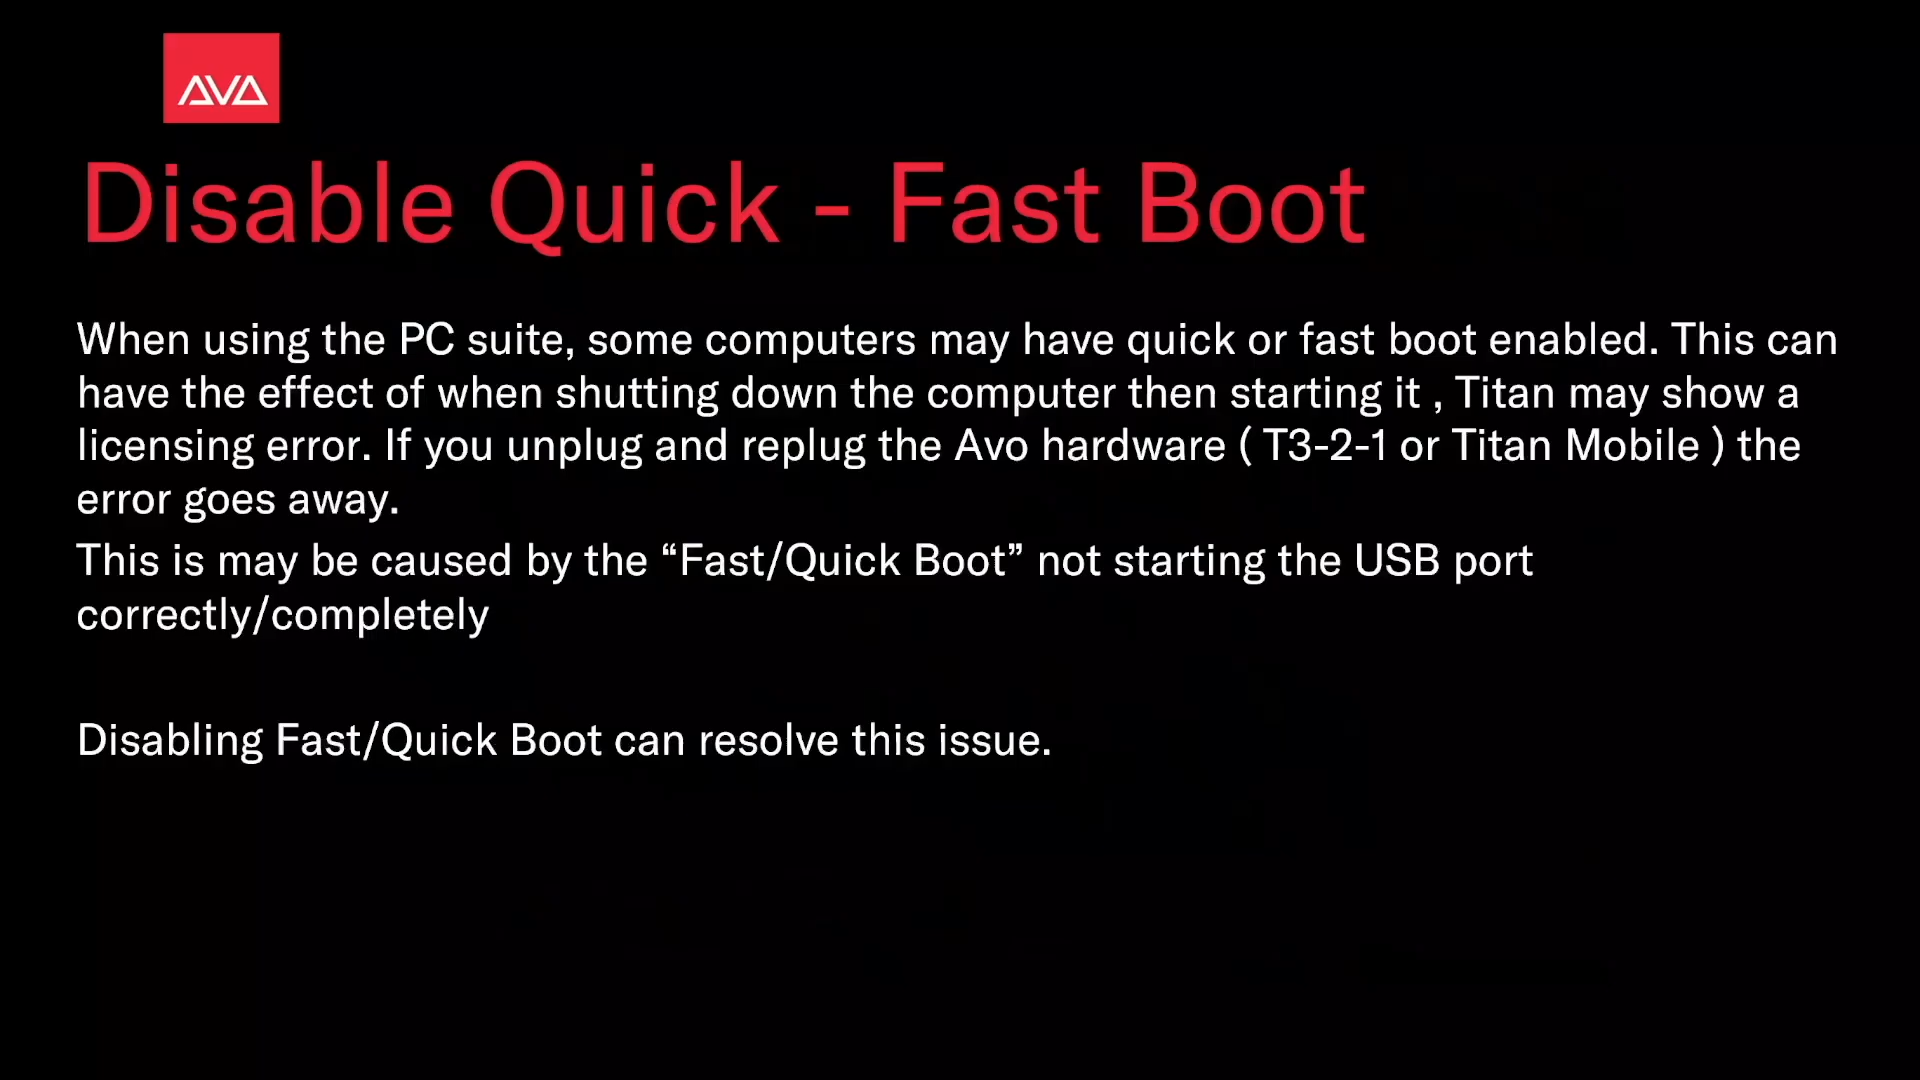 AVA
Disable Quick - Fast Boot
When using the PC suite, some computers may have quick or fast boot enabled. This can
have the effect of when shutting down the computer then starting it , Titan may show a
licensing error. If you unplug and replug the Avo hardware ( T3-2-1 or Titan Mobile ) the
error goes away.
This is may be caused by the “Fast/Quick Boot” not starting the USB port
correctly/completely
Disabling Fast/Quick Boot can resolve this issue.